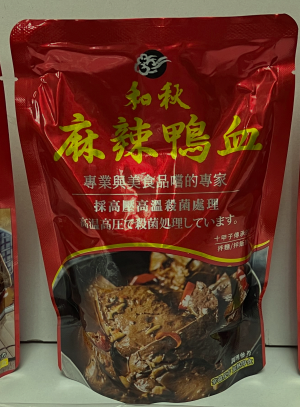 和秋
麻辣鴨血
專業與美食品嚐的專家
採高壓高溫殺菌處理
高温高圧で殺菌処理しています。